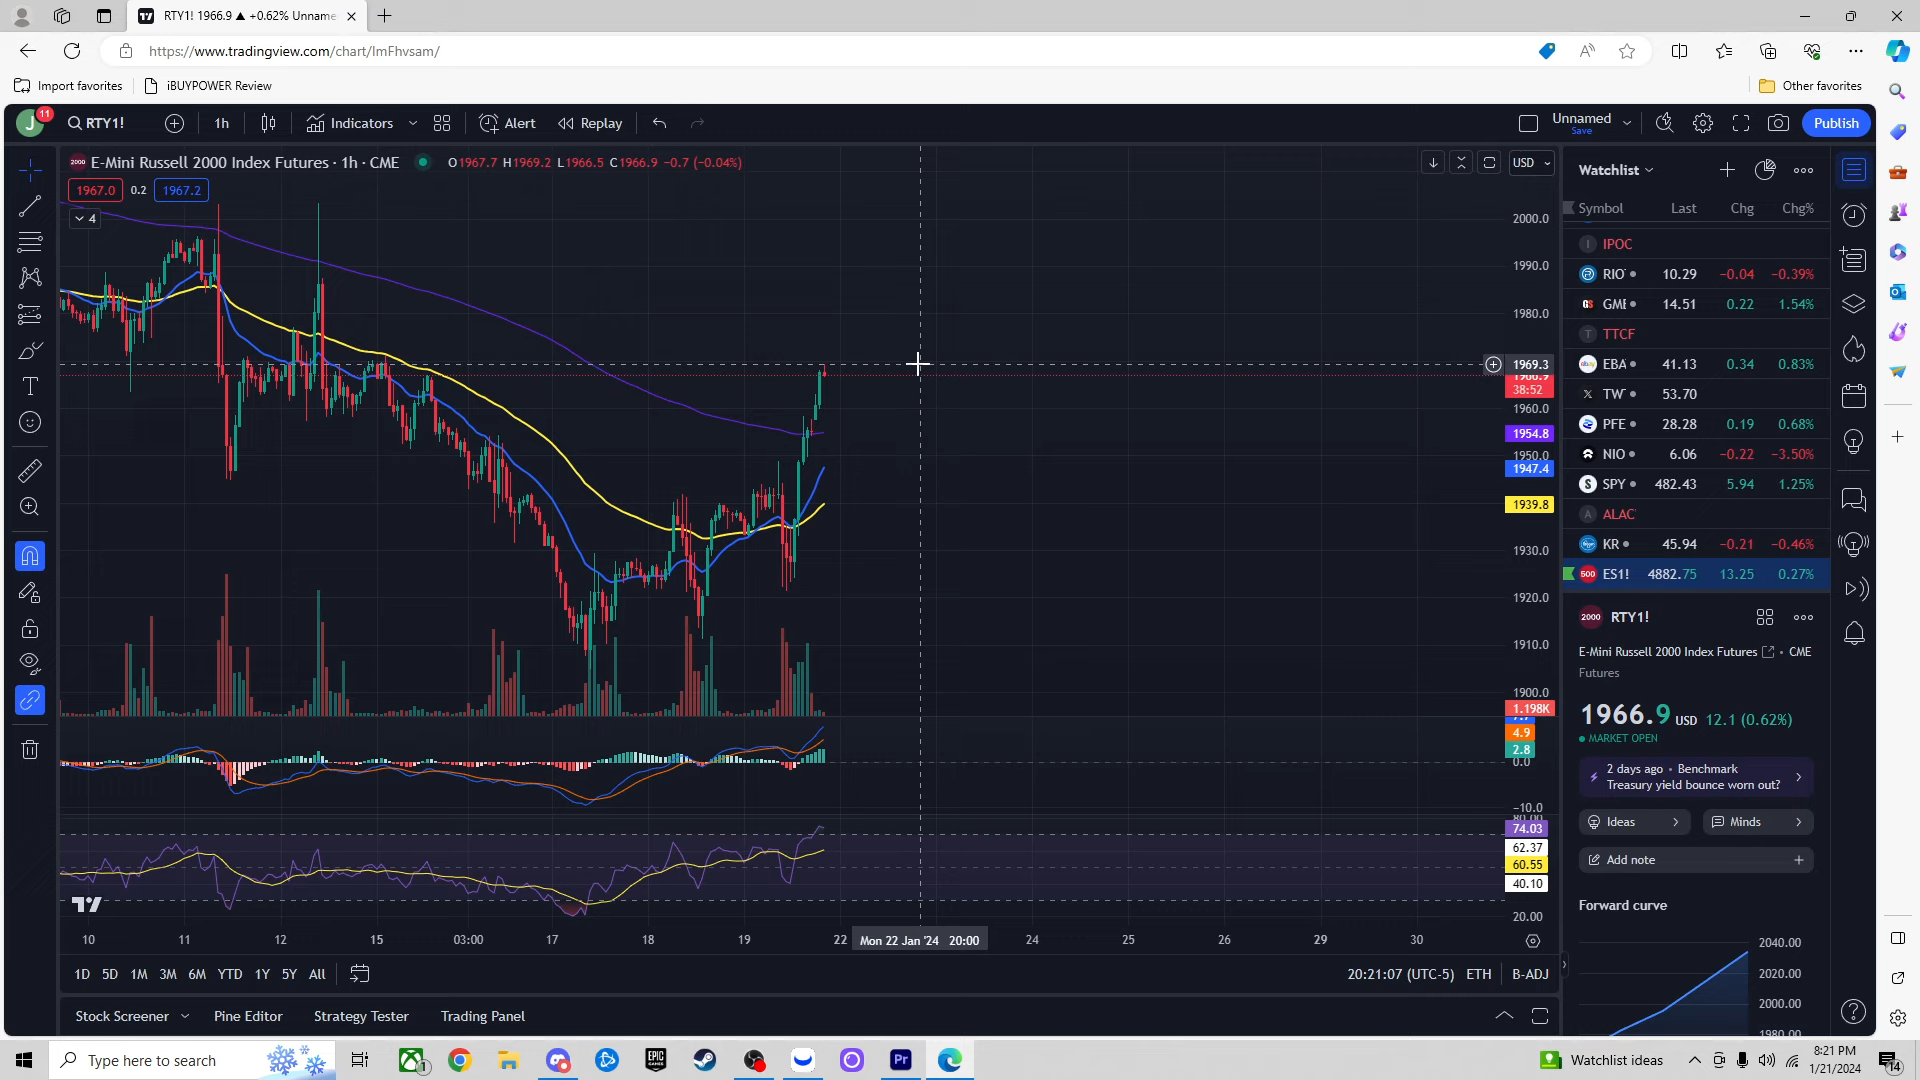 RTY1! 1966.9 ▲ +0.62% Unname
https://www.tradingview.com/chart/ImFhvsam/
Import favorites
iBUYPOWER Review
Other favorites
J 11
RTY1!
1h
Indicators
Alert
Replay
Unnamed
Save
Publish
2000 E-Mini Russell 2000 Index Futures · 1h · CME
O1967.7 H1969.2 L1966.5 C1966.9 −0.7 (−0.04%)
USD
1967.0 0.2 1967.2
4
2000.0
1990.0
1980.0
1969.3
38:52
1960.0
1954.8
1950.0
1947.4
1939.8
1930.0
1920.0
1910.0
1900.0
1.198K
4.9
2.8
0.0
−10.0
74.03
62.37
60.55
40.10
20.00
10 11 12 15 03:00 17 18 19 22 Mon 22 Jan '24 20:00 24 25 26 29 30
1D 5D 1M 3M 6M YTD 1Y 5Y All
20:21:07 (UTC-5) ETH B-ADJ
Stock Screener Pine Editor Strategy Tester Trading Panel
Watchlist
Symbol Last Chg Chg%
I IPOC
RIO 10.29 −0.04 −0.39%
GME 14.51 0.22 1.54%
T TTCF
EBA 41.13 0.34 0.83%
TW 53.70
PFE 28.28 0.19 0.68%
NIO 6.06 −0.22 −3.50%
SPY 482.43 5.94 1.25%
A ALAC
KR 45.94 −0.21 −0.46%
500 ES1! 4882.75 13.25 0.27%
2000 RTY1!
E-Mini Russell 2000 Index Futures • CME
Futures
1966.9 USD 12.1 (0.62%)
MARKET OPEN
2 days ago • Benchmark
Treasury yield bounce worn out?
Ideas
Minds
Add note
Forward curve
2040.00
2020.00
2000.00
1980.00
Type here to search
Watchlist ideas
8:21 PM
1/21/2024
14